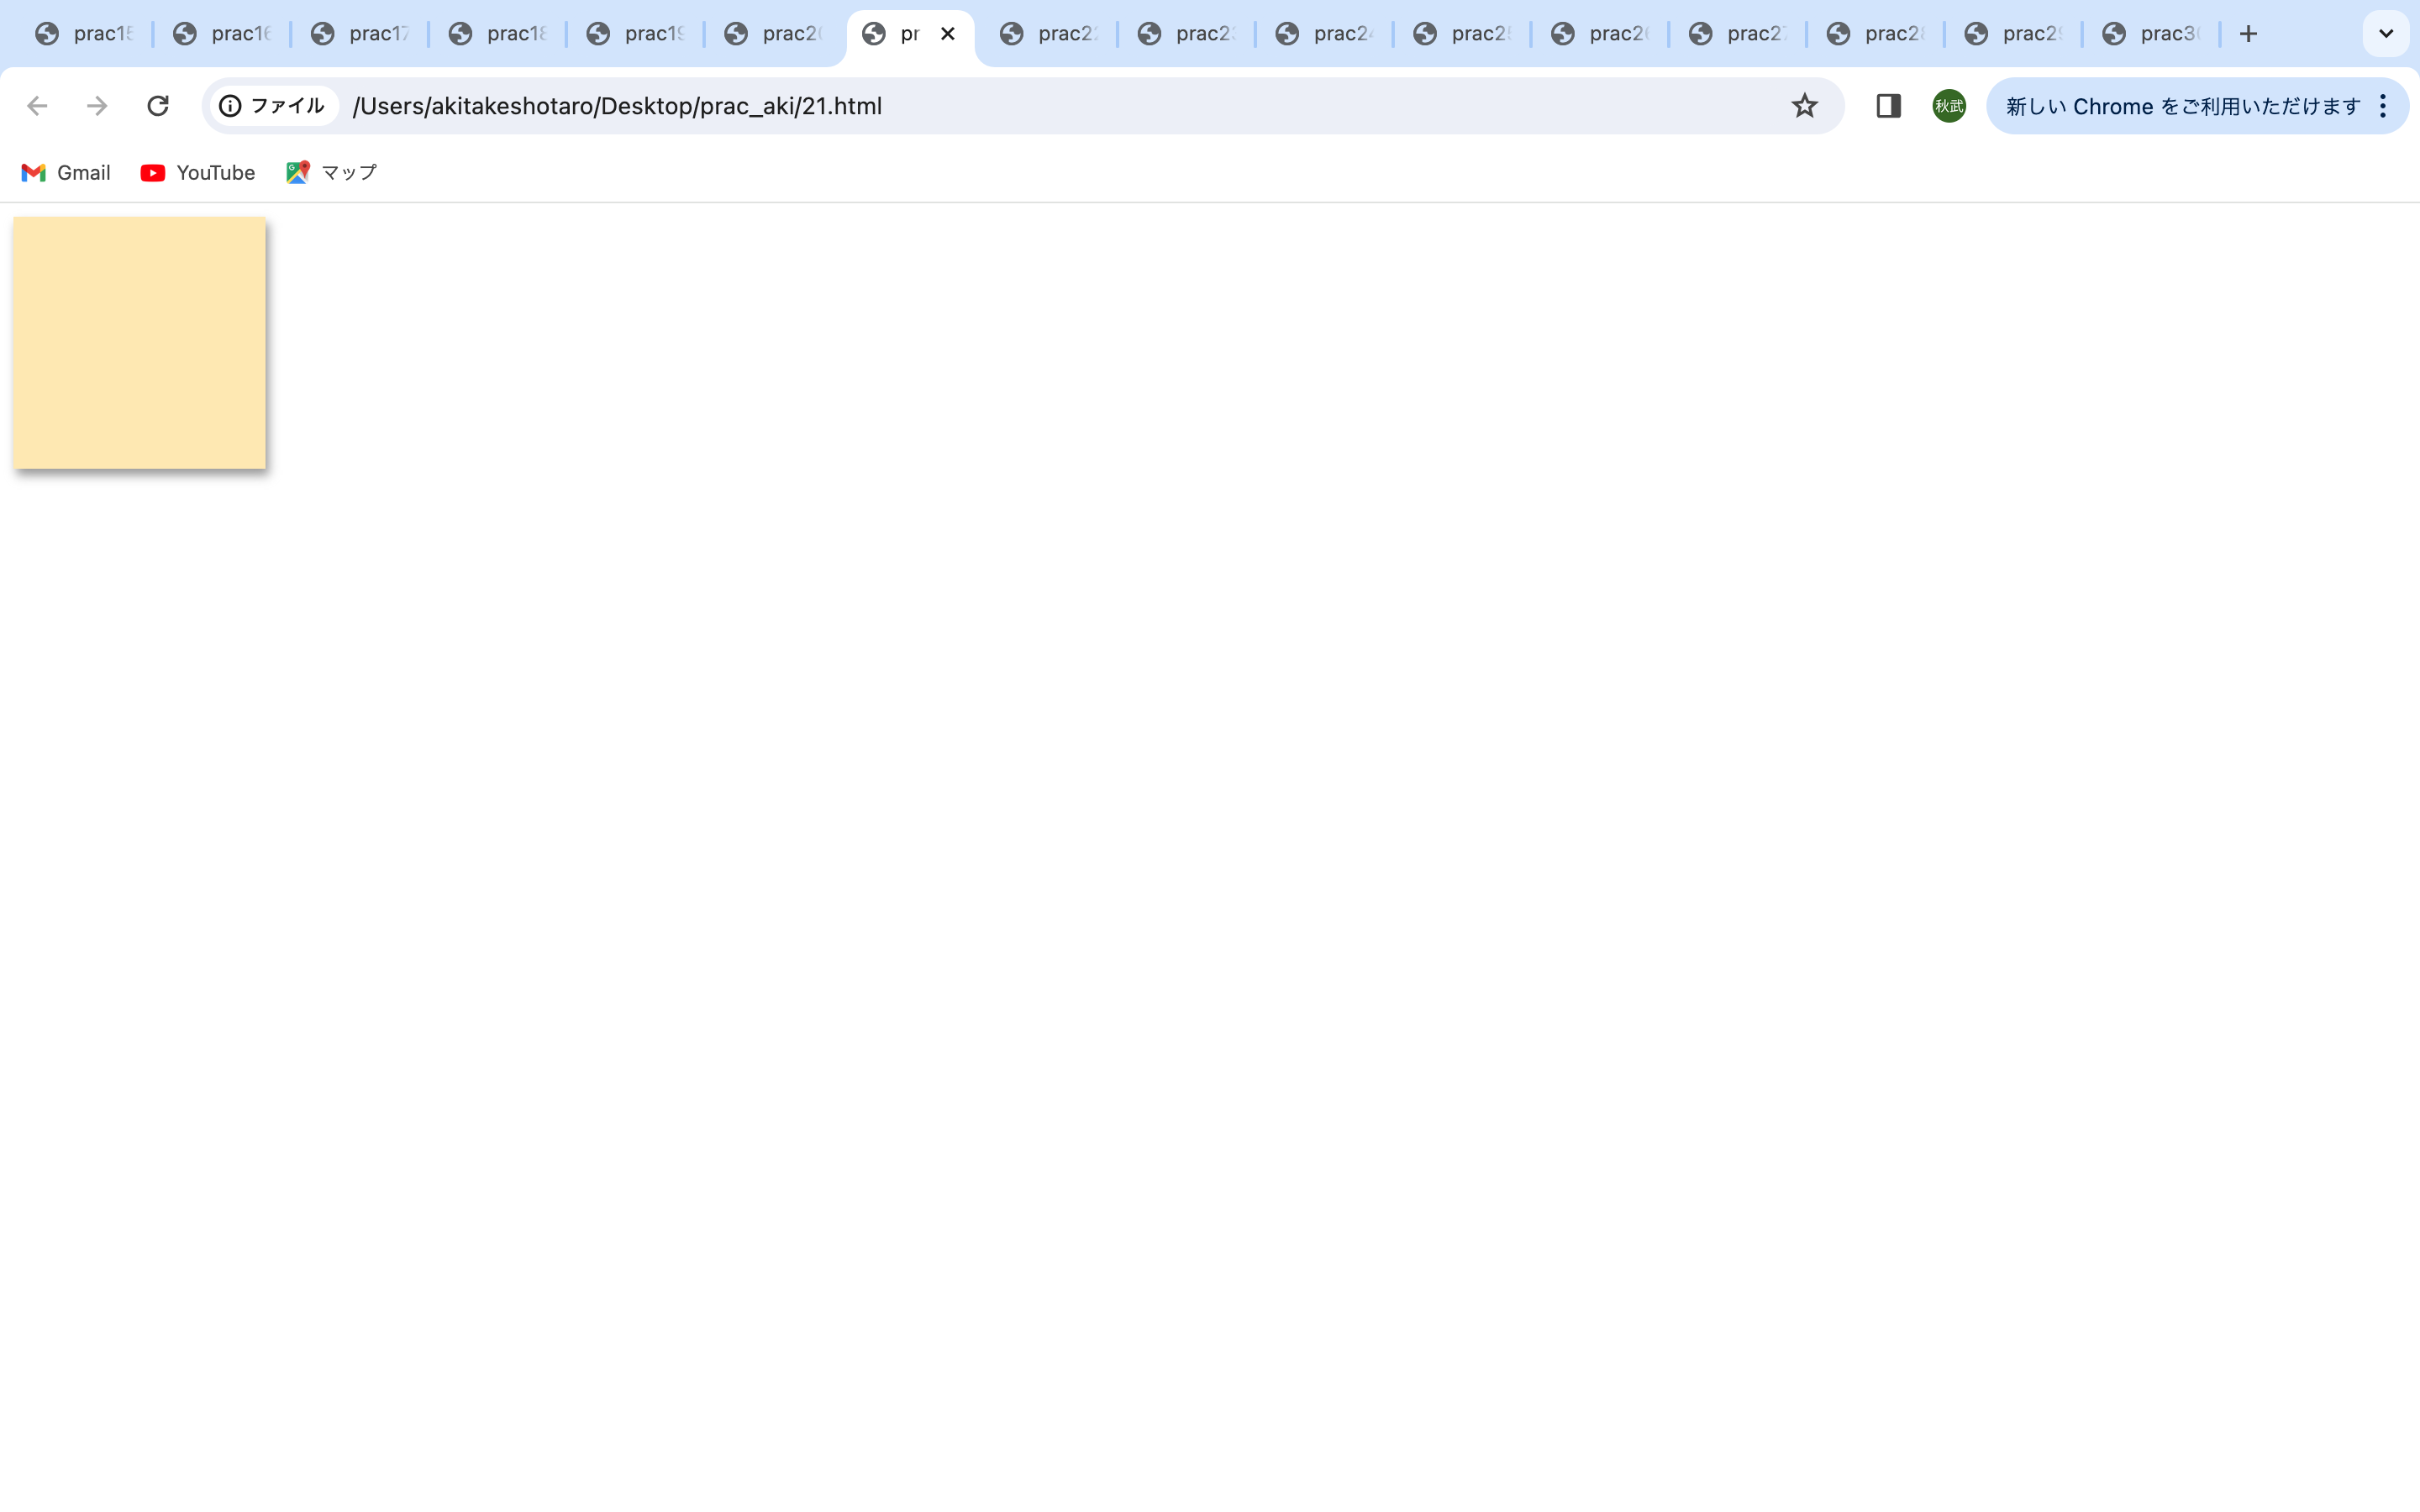 prac15 prac16 prac17 prac18 prac19 prac20 pr prac22 prac23 prac24 prac25 prac26 prac27 prac28 prac29 prac30
ファイル /Users/akitakeshotaro/Desktop/prac_aki/21.html 秋武 新しい Chrome をご利用いただけます
Gmail YouTube マップ